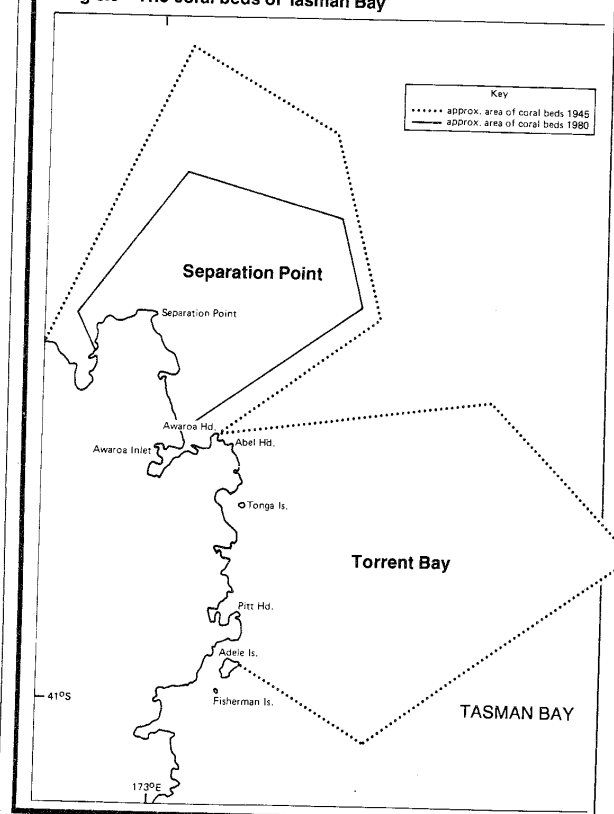 The coral beds of Tasman Bay
Key
approx. area of coral beds 1945
approx. area of coral beds 1980
Separation Point
Separation Point
Awaroa Hd.
Abel Hd.
Awaroa Inlet
Tonga Is.
Torrent Bay
Pitt Hd.
Adele Is.
Fisherman Is.
41ºS
TASMAN BAY
173ºE